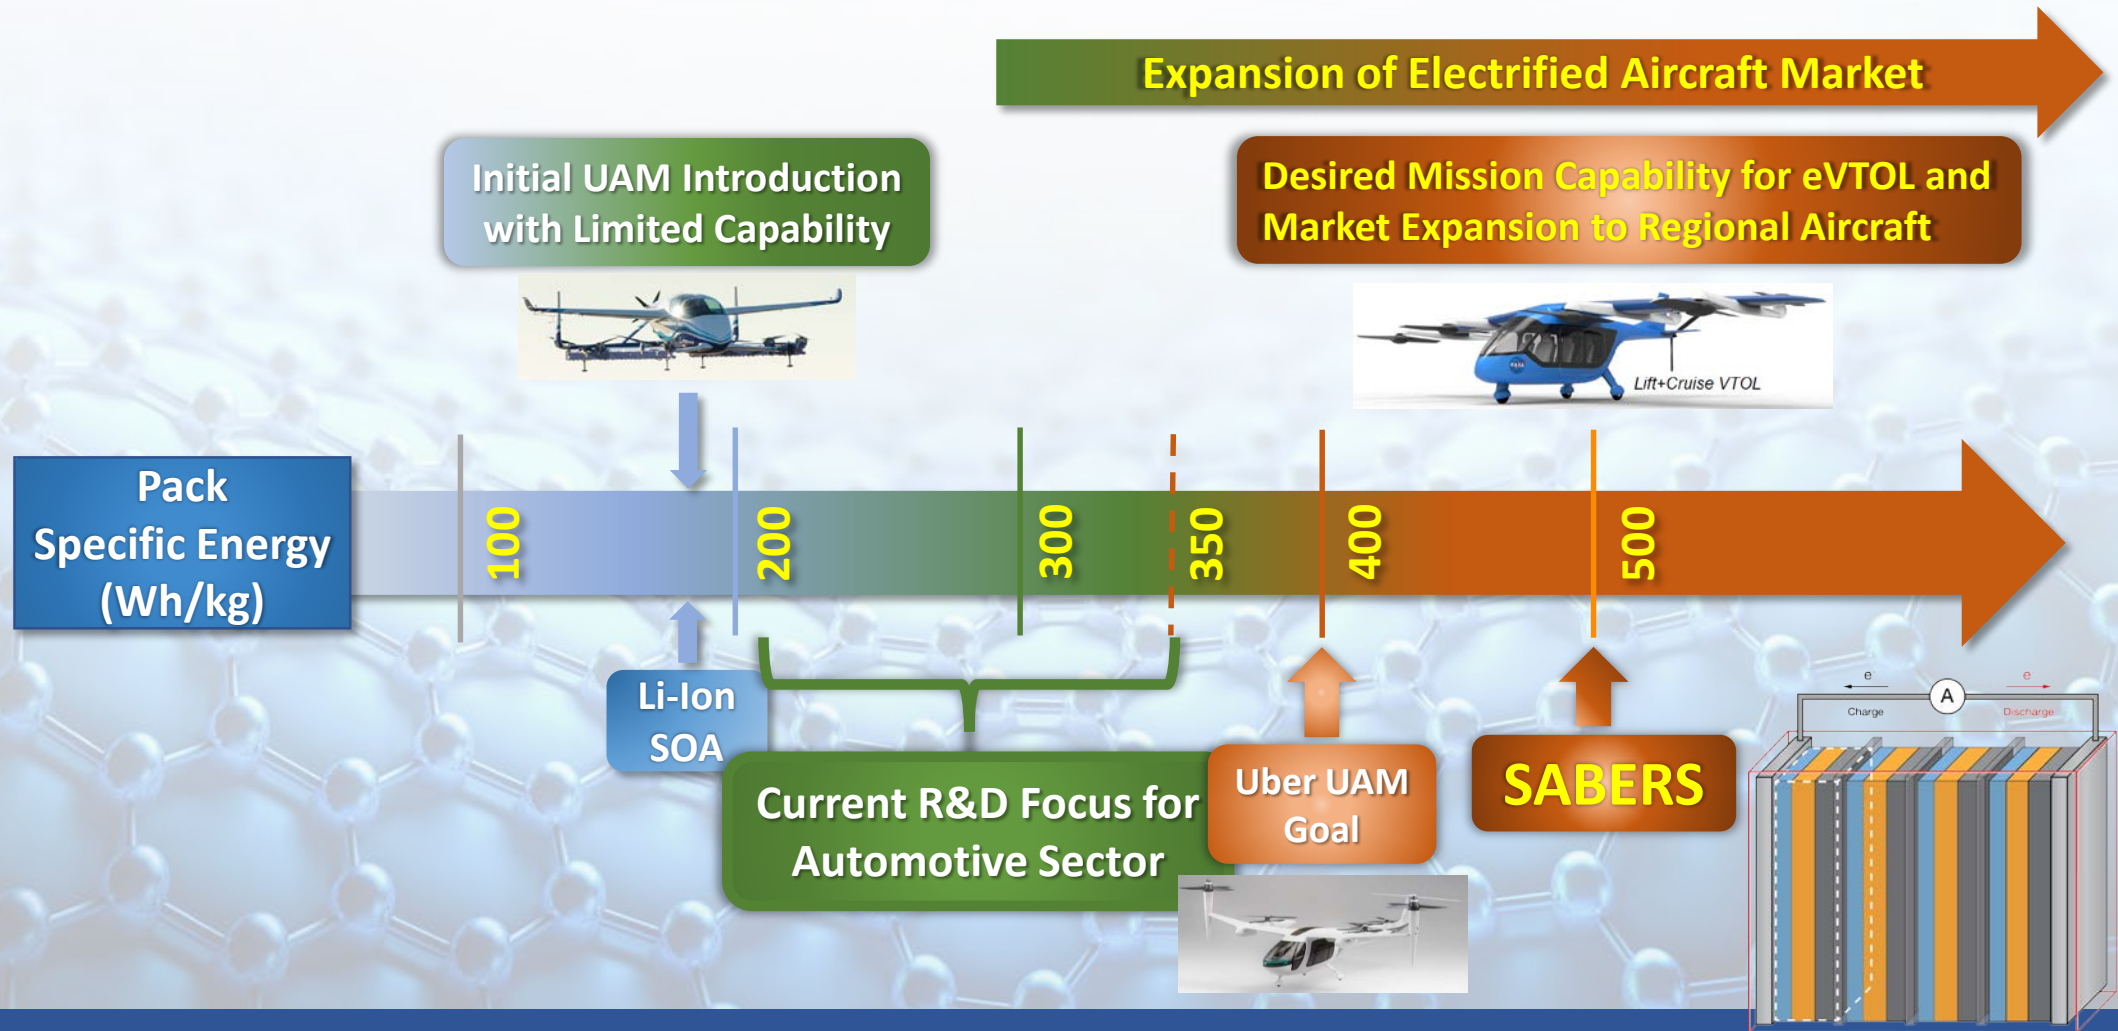 Expansion of Electrified Aircraft Market
Initial UAM Introduction
with Limited Capability
Desired Mission Capability for eVTOL and
Market Expansion to Regional Aircraft
NASA
Lift+Cruise VTOL
Pack
Specific Energy
(Wh/kg)
100
200
300
350
400
500
Li-Ion
SOA
Current R&D Focus for
Automotive Sector
Uber UAM
Goal
SABERS
e
A
e
Charge
Discharge